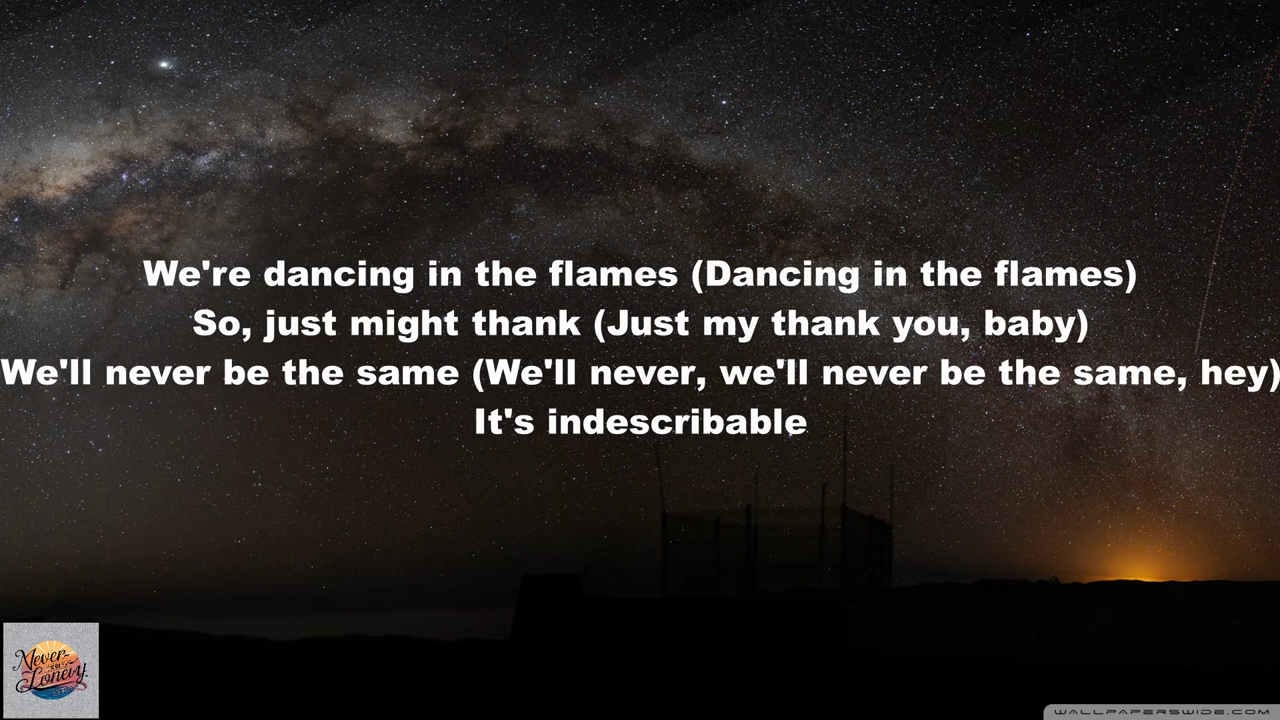 We're dancing in the flames (Dancing in the flames)
So, just might thank (Just my thank you, baby)
We'll never be the same (We'll never, we'll never be the same, hey)
It's indescribable
Never
Lonely.
WALLPAPERSWIDE.COM